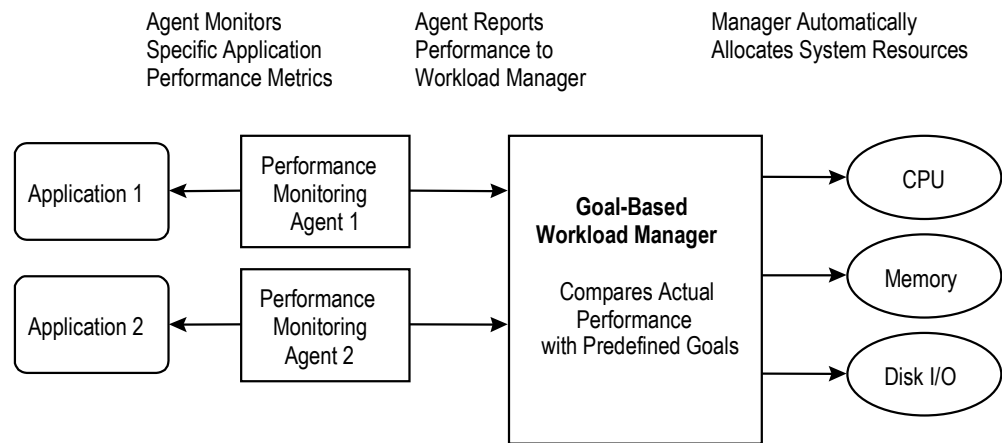 Agent Monitors
Specific Application
Performance Metrics
Agent Reports
Performance to
Workload Manager
Manager Automatically
Allocates System Resources
Application 1
Performance
Monitoring
Agent 1
Application 2
Performance
Monitoring
Agent 2
Goal-Based
Workload Manager
Compares Actual
Performance
with Predefined Goals
CPU
Memory
Disk I/O